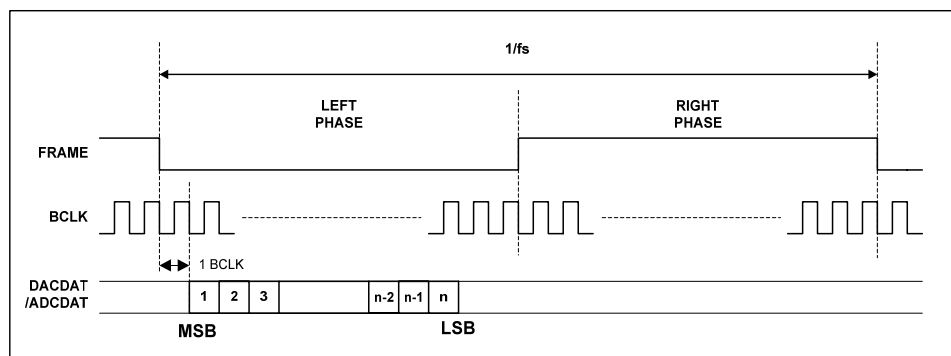 1/fs
LEFT
PHASE
RIGHT
PHASE
FRAME
BCLK
1 BCLK
DACDAT
/ADCDAT
1 2 3 n-2 n-1 n
MSB LSB